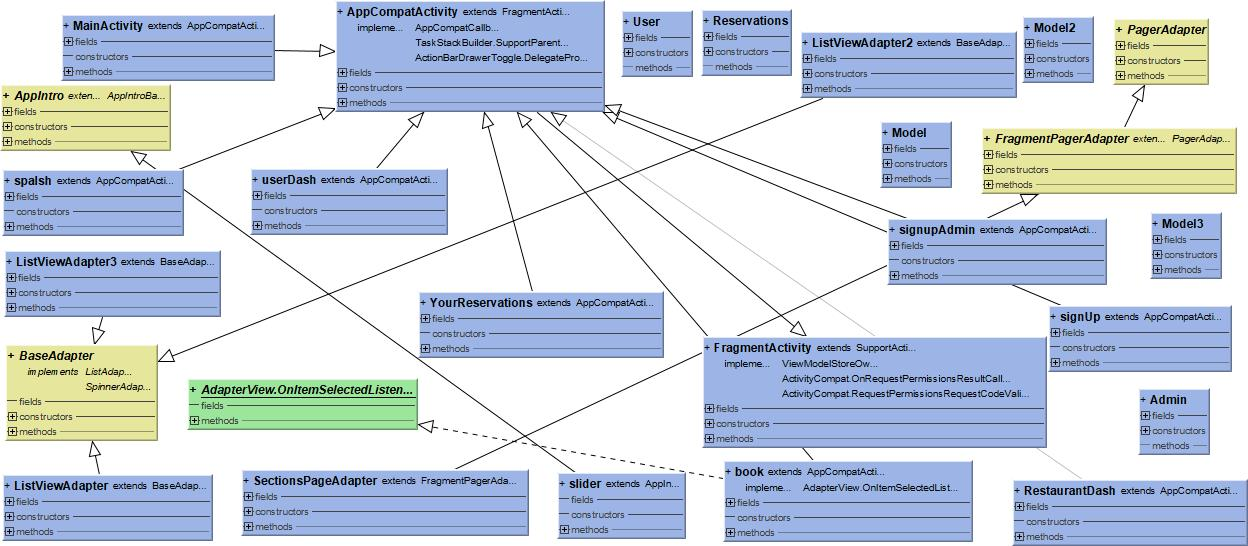 + MainActivity extends AppCompatActi...
fields
constructors
methods
+ AppCompatActivity extends FragmentActi...
impleme... AppCompatCallb...
TaskStackBuilder.SupportParent...
ActionBarDrawerToggle.DelegatePro...
fields
constructors
methods
+ User
fields
constructors
methods
+ Reservations
fields
constructors
methods
+ ListViewAdapter2 extends BaseAdap...
fields
constructors
methods
+ Model2
fields
constructors
methods
+ PagerAdapter
fields
constructors
methods
+ AppIntro exten... AppIntroBa...
fields
constructors
methods
+ Model
fields
constructors
methods
+ FragmentPagerAdapter exten... PagerAdap...
fields
constructors
methods
+ spalsh extends AppCompatActi...
fields
constructors
methods
+ userDash extends AppCompatActi...
fields
constructors
methods
+ signupAdmin extends AppCompatActi...
fields
constructors
methods
+ Model3
fields
constructors
methods
+ ListViewAdapter3 extends BaseAdap...
fields
constructors
methods
+ YourReservations extends AppCompatActi...
fields
constructors
methods
+ signUp extends AppCompatActi...
fields
constructors
methods
+ BaseAdapter
implements ListAdap...
SpinnerAdap...
fields
constructors
methods
+ AdapterView.OnItemSelectedListen...
fields
methods
+ FragmentActivity extends SupportActi...
impleme... ViewModelStoreOw...
ActivityCompat.OnRequestPermissionsResultCall...
ActivityCompat.RequestPermissionsRequestCodeVali...
fields
constructors
methods
+ Admin
fields
constructors
methods
+ ListViewAdapter extends BaseAdap...
fields
constructors
methods
+ SectionsPageAdapter extends FragmentPagerAda...
fields
constructors
methods
+ slider extends AppIn...
fields
constructors
methods
+ book extends AppCompatActi...
impleme... AdapterView.OnItemSelectedList...
fields
constructors
methods
+ RestaurantDash extends AppCompatActi...
fields
constructors
methods